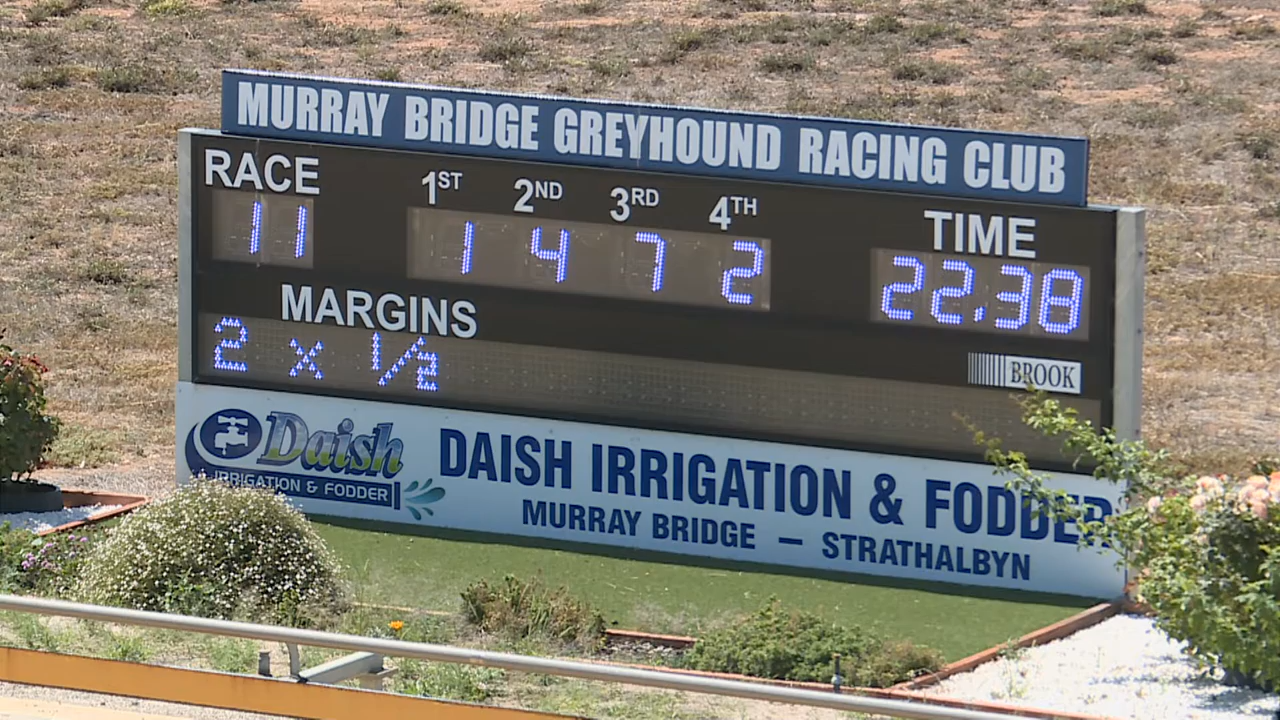 MURRAY BRIDGE GREYHOUND RACING CLUB
RACE 1ST 2ND 3RD 4TH TIME
11 1 4 7 2 22.38
MARGINS
2 x 1/2
BROOK
Daish
IRRIGATION & FODDER
DAISH IRRIGATION & FODDER
MURRAY BRIDGE – STRATHALBYN